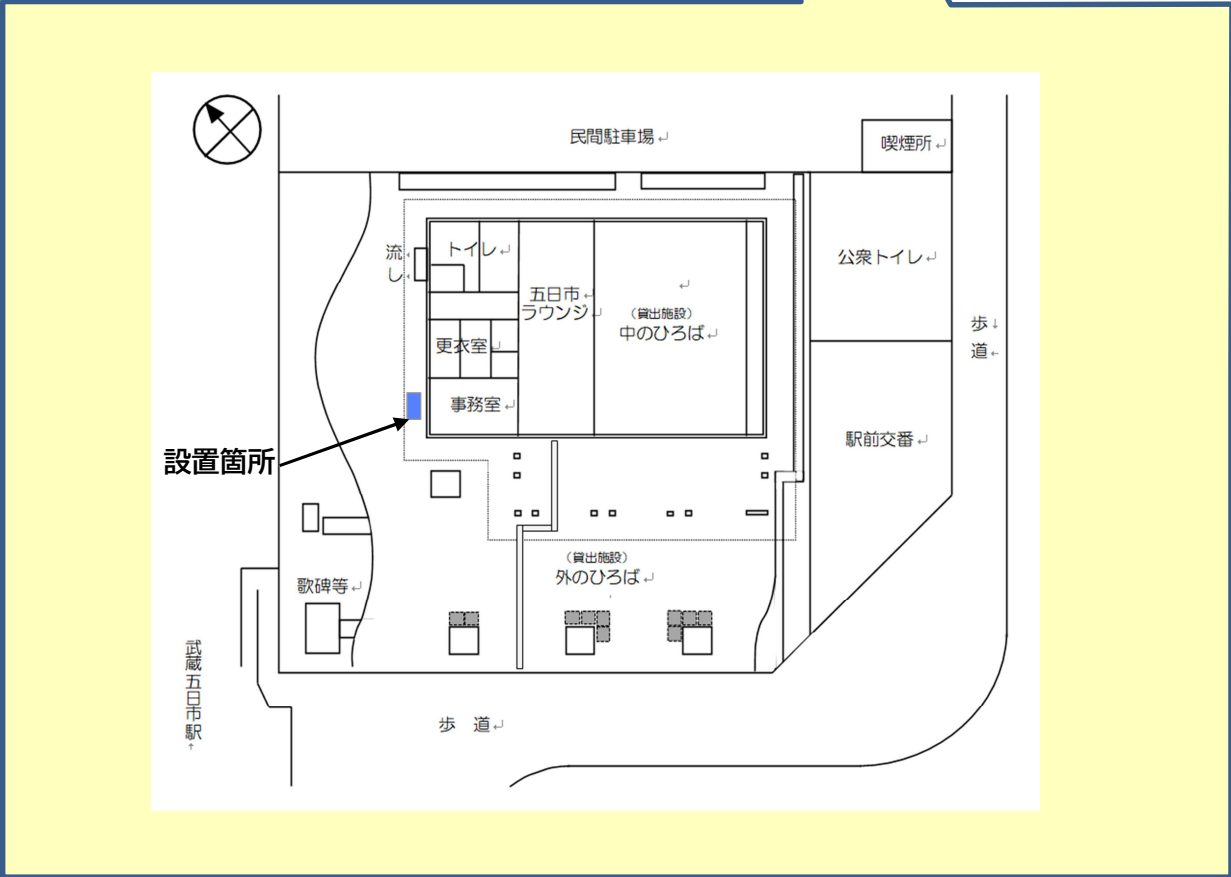 民間駐車場
喫煙所
流し
トイレ
公衆トイレ
五日市
ラウンジ
(貸出施設)
中のひろば
歩道
更衣室
事務室
駅前交番
設置箇所
(貸出施設)
外のひろば
歌碑等
武蔵五日市駅
歩 道